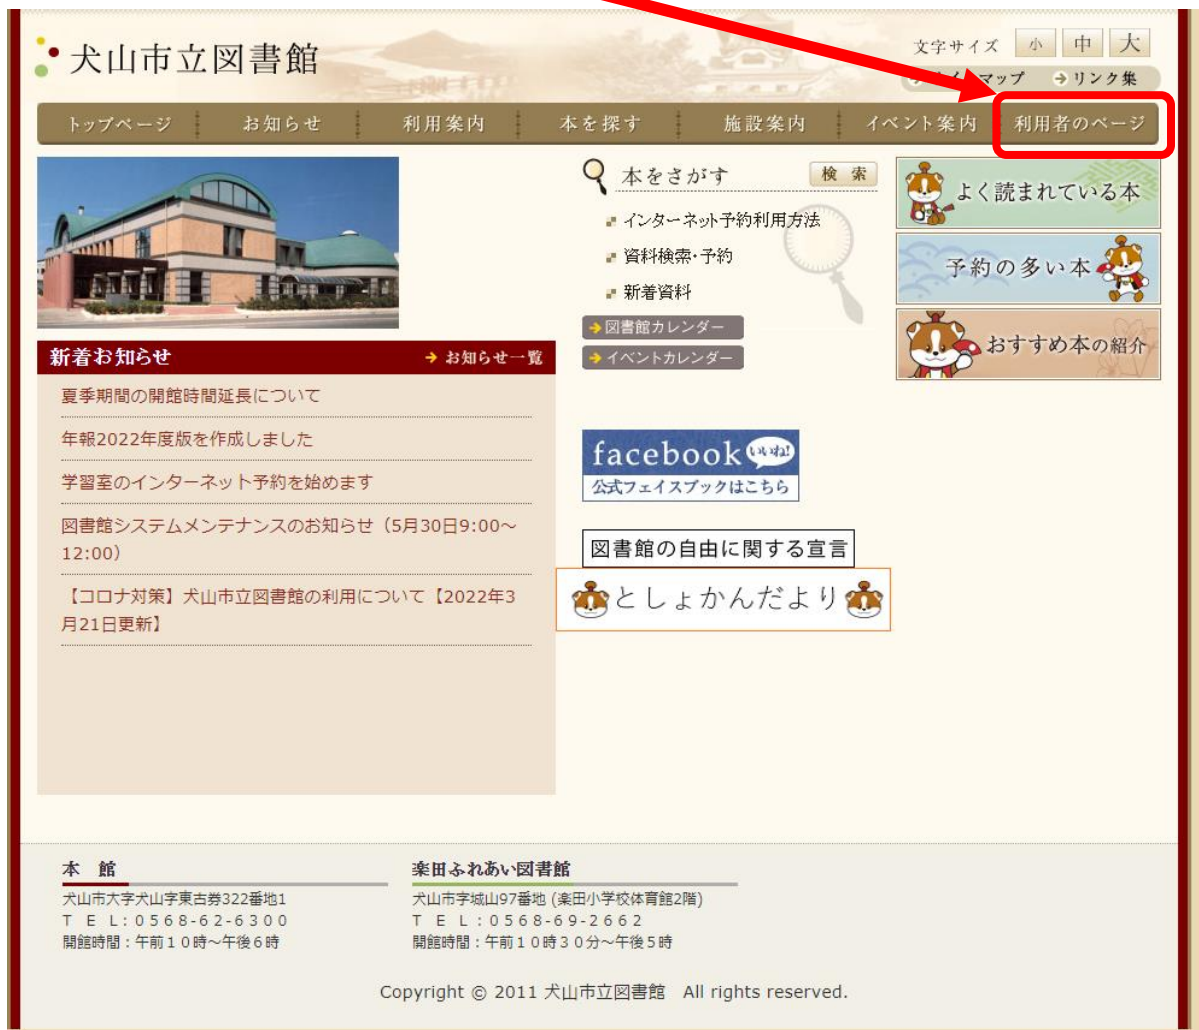 犬山市立図書館
文字サイズ 小 中 大
マップ リンク集
トップページ お知らせ 利用案内 本を探す 施設案内 イベント案内 利用者のページ
本をさがす 検 索
インターネット予約利用方法
資料検索・予約
新着資料
図書館カレンダー
イベントカレンダー
よく読まれている本
予約の多い本
おすすめ本の紹介
新着お知らせ お知らせ一覧
夏季期間の開館時間延長について
年報2022年度版を作成しました
学習室のインターネット予約を始めます
図書館システムメンテナンスのお知らせ（5月30日9:00～
12:00）
【コロナ対策】犬山市立図書館の利用について【2022年3
月21日更新】
facebook いいね!
公式フェイスブックはこちら
図書館の自由に関する宣言
としょかんだより
本　館
犬山市大字犬山字東古券322番地1
ＴＥＬ:０５６８-６２-６３００
開館時間：午前１０時～午後６時
楽田ふれあい図書館
犬山市字城山97番地 (楽田小学校体育館2階)
ＴＥＬ：０５６８-６９-２６６２
開館時間：午前１０時３０分～午後５時
Copyright © 2011 犬山市立図書館　All rights reserved.